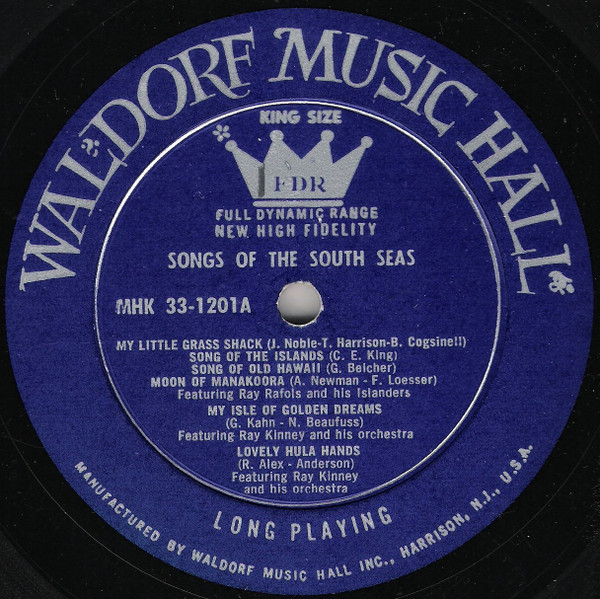 WALDORF MUSIC HALL
KING SIZE
FDR
FULL DYNAMIC RANGE
NEW HIGH FIDELITY
SONGS OF THE SOUTH SEAS
MHK 33-1201A
MY LITTLE GRASS SHACK (J. Noble-T. Harrison-B. Cogsine!!)
SONG OF THE ISLANDS (C. E. King)
SONG OF OLD HAWAII (G. Belcher)
MOON OF MANAKOORA (A. Newman - F. Loesser)
Featuring Ray Rafols and his Islanders
MY ISLE OF GOLDEN DREAMS
(G. Kahn - N. Beaufuss)
Featuring Ray Kinney and his orchestra
LOVELY HULA HANDS
(R. Alex - Anderson)
Featuring Ray Kinney
and his orchestra
LONG PLAYING
MANUFACTURED BY WALDORF MUSIC HALL INC., HARRISON, N.J., U.S.A.